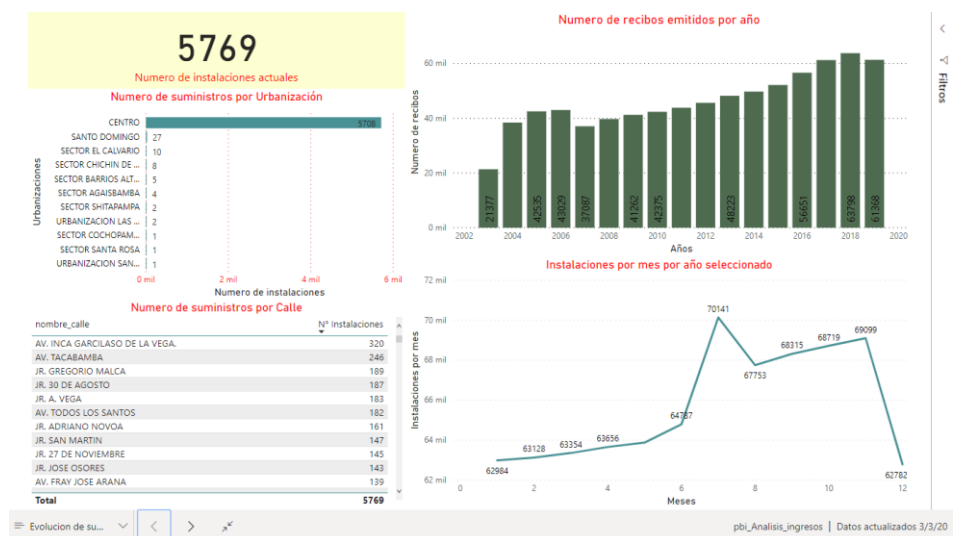 5769
Numero de instalaciones actuales
Numero de suministros por Urbanización
Urbanizaciones
CENTRO 5708
SANTO DOMINGO 27
SECTOR EL CALVARIO 10
SECTOR CHICHIN DE ... 8
SECTOR BARRIOS ALT... 5
SECTOR AGAISBAMBA 4
SECTOR SHITAPAMPA 2
URBANIZACION LAS ... 2
SECTOR COCHOPAM... 1
SECTOR SANTA ROSA 1
URBANIZACION SAN... 1
0 mil 2 mil 4 mil 6 mil
Numero de instalaciones
Numero de suministros por Calle
nombre_calle N° Instalaciones
AV. INCA GARCILASO DE LA VEGA. 320
AV. TACABAMBA 246
JR. GREGORIO MALCA 189
JR. 30 DE AGOSTO 187
JR. A. VEGA 183
AV. TODOS LOS SANTOS 182
JR. ADRIANO NOVOA 161
JR. SAN MARTIN 147
JR. 27 DE NOVIEMBRE 145
JR. JOSE OSORES 143
AV. FRAY JOSE ARANA 139
Total 5769
Numero de recibos emitidos por año
Numero de recibos
60 mil
40 mil
20 mil
0 mil
21377 42535 43029 37087 41262 42375 48223 56651 63798 61368
2002 2004 2006 2008 2010 2012 2014 2016 2018 2020
Años
Instalaciones por mes por año seleccionado
Instalaciones por mes
72 mil
70 mil
68 mil
66 mil
64 mil
62 mil
62984 63128 63354 63656 64787 70141 67753 68315 68719 69099 62782
0 2 4 6 8 10 12
Meses
Filtros
Evolucion de su...
pbi_Analisis_ingresos | Datos actualizados 3/3/20